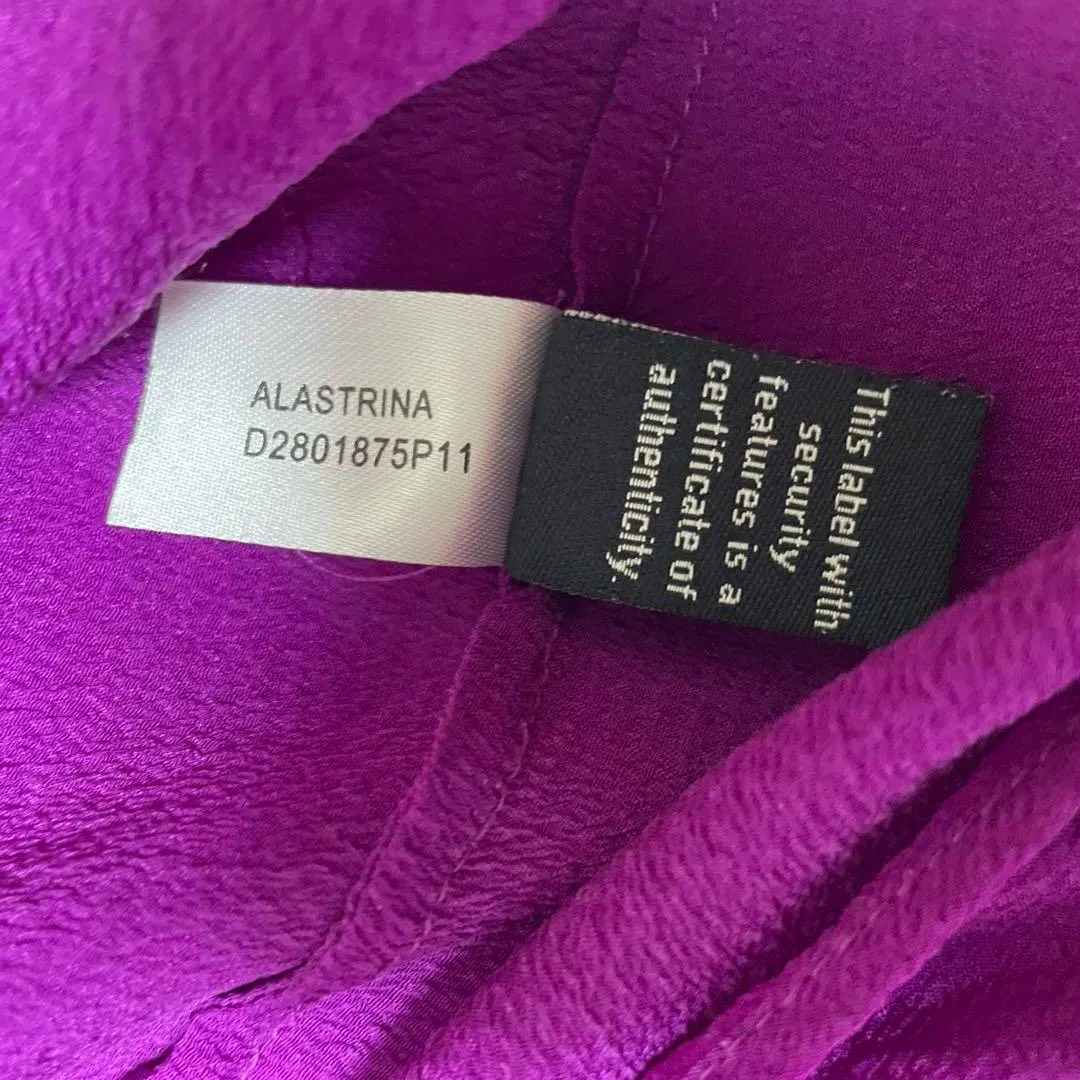 ALASTRINA
D2801875P11
This label with
security
features is a
certificate of
authenticity.